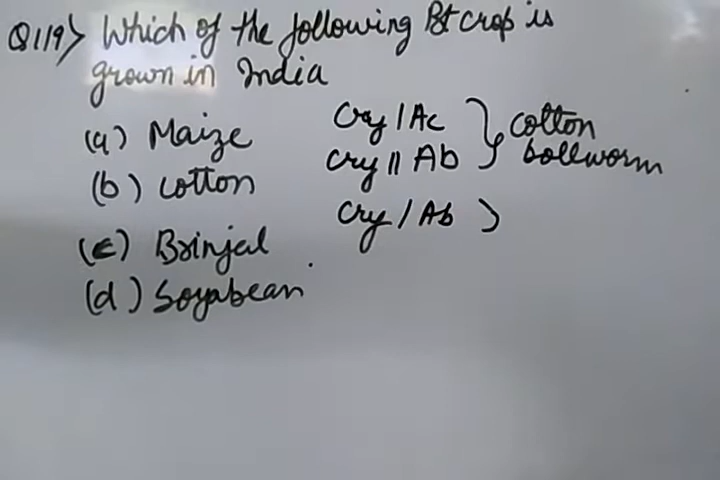 Q119> Which of the following Bt crop is
grown in India
(a) Maize
(b) cotton
(c) Brinjal
(d) Soyabean
Cry I Ac
Cry II Ab
Cry I Ab
cotton
bollworm